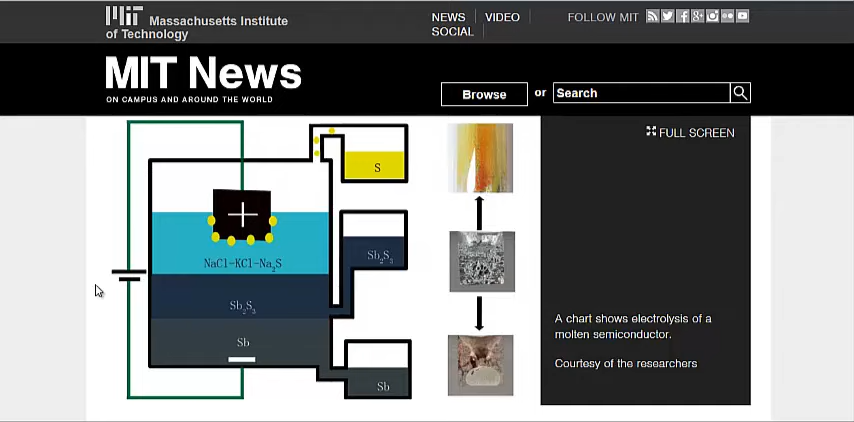 Massachusetts Institute
of Technology
NEWS
VIDEO
SOCIAL
FOLLOW MIT
MIT News
ON CAMPUS AND AROUND THE WORLD
Browse
or
Search
FULL SCREEN
S
Sb₂S₃
NaCl-KCl-Na₂S
Sb₂S₃
Sb
Sb
A chart shows electrolysis of a
molten semiconductor.
Courtesy of the researchers